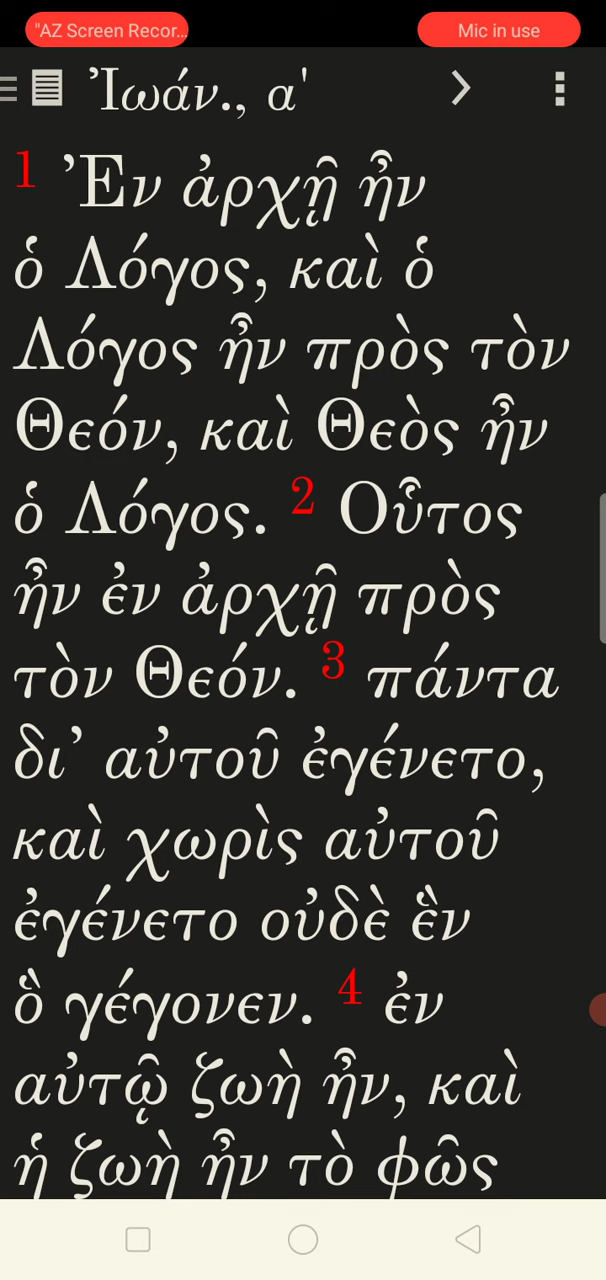 "AZ Screen Recor...
Mic in use
Ἰωάν., α'
1 Ἐν ἀρχῇ ἦν
ὁ Λόγος, καὶ ὁ
Λόγος ἦν πρὸς τὸν
Θεόν, καὶ Θεὸς ἦν
ὁ Λόγος. 2 Οὗτος
ἦν ἐν ἀρχῇ πρὸς
τὸν Θεόν. 3 πάντα
δι’ αὐτοῦ ἐγένετο,
καὶ χωρὶς αὐτοῦ
ἐγένετο οὐδὲ ἓν
ὃ γέγονεν. 4 ἐν
αὐτῷ ζωὴ ἦν, καὶ
ἡ ζωὴ ἦν τὸ φῶς